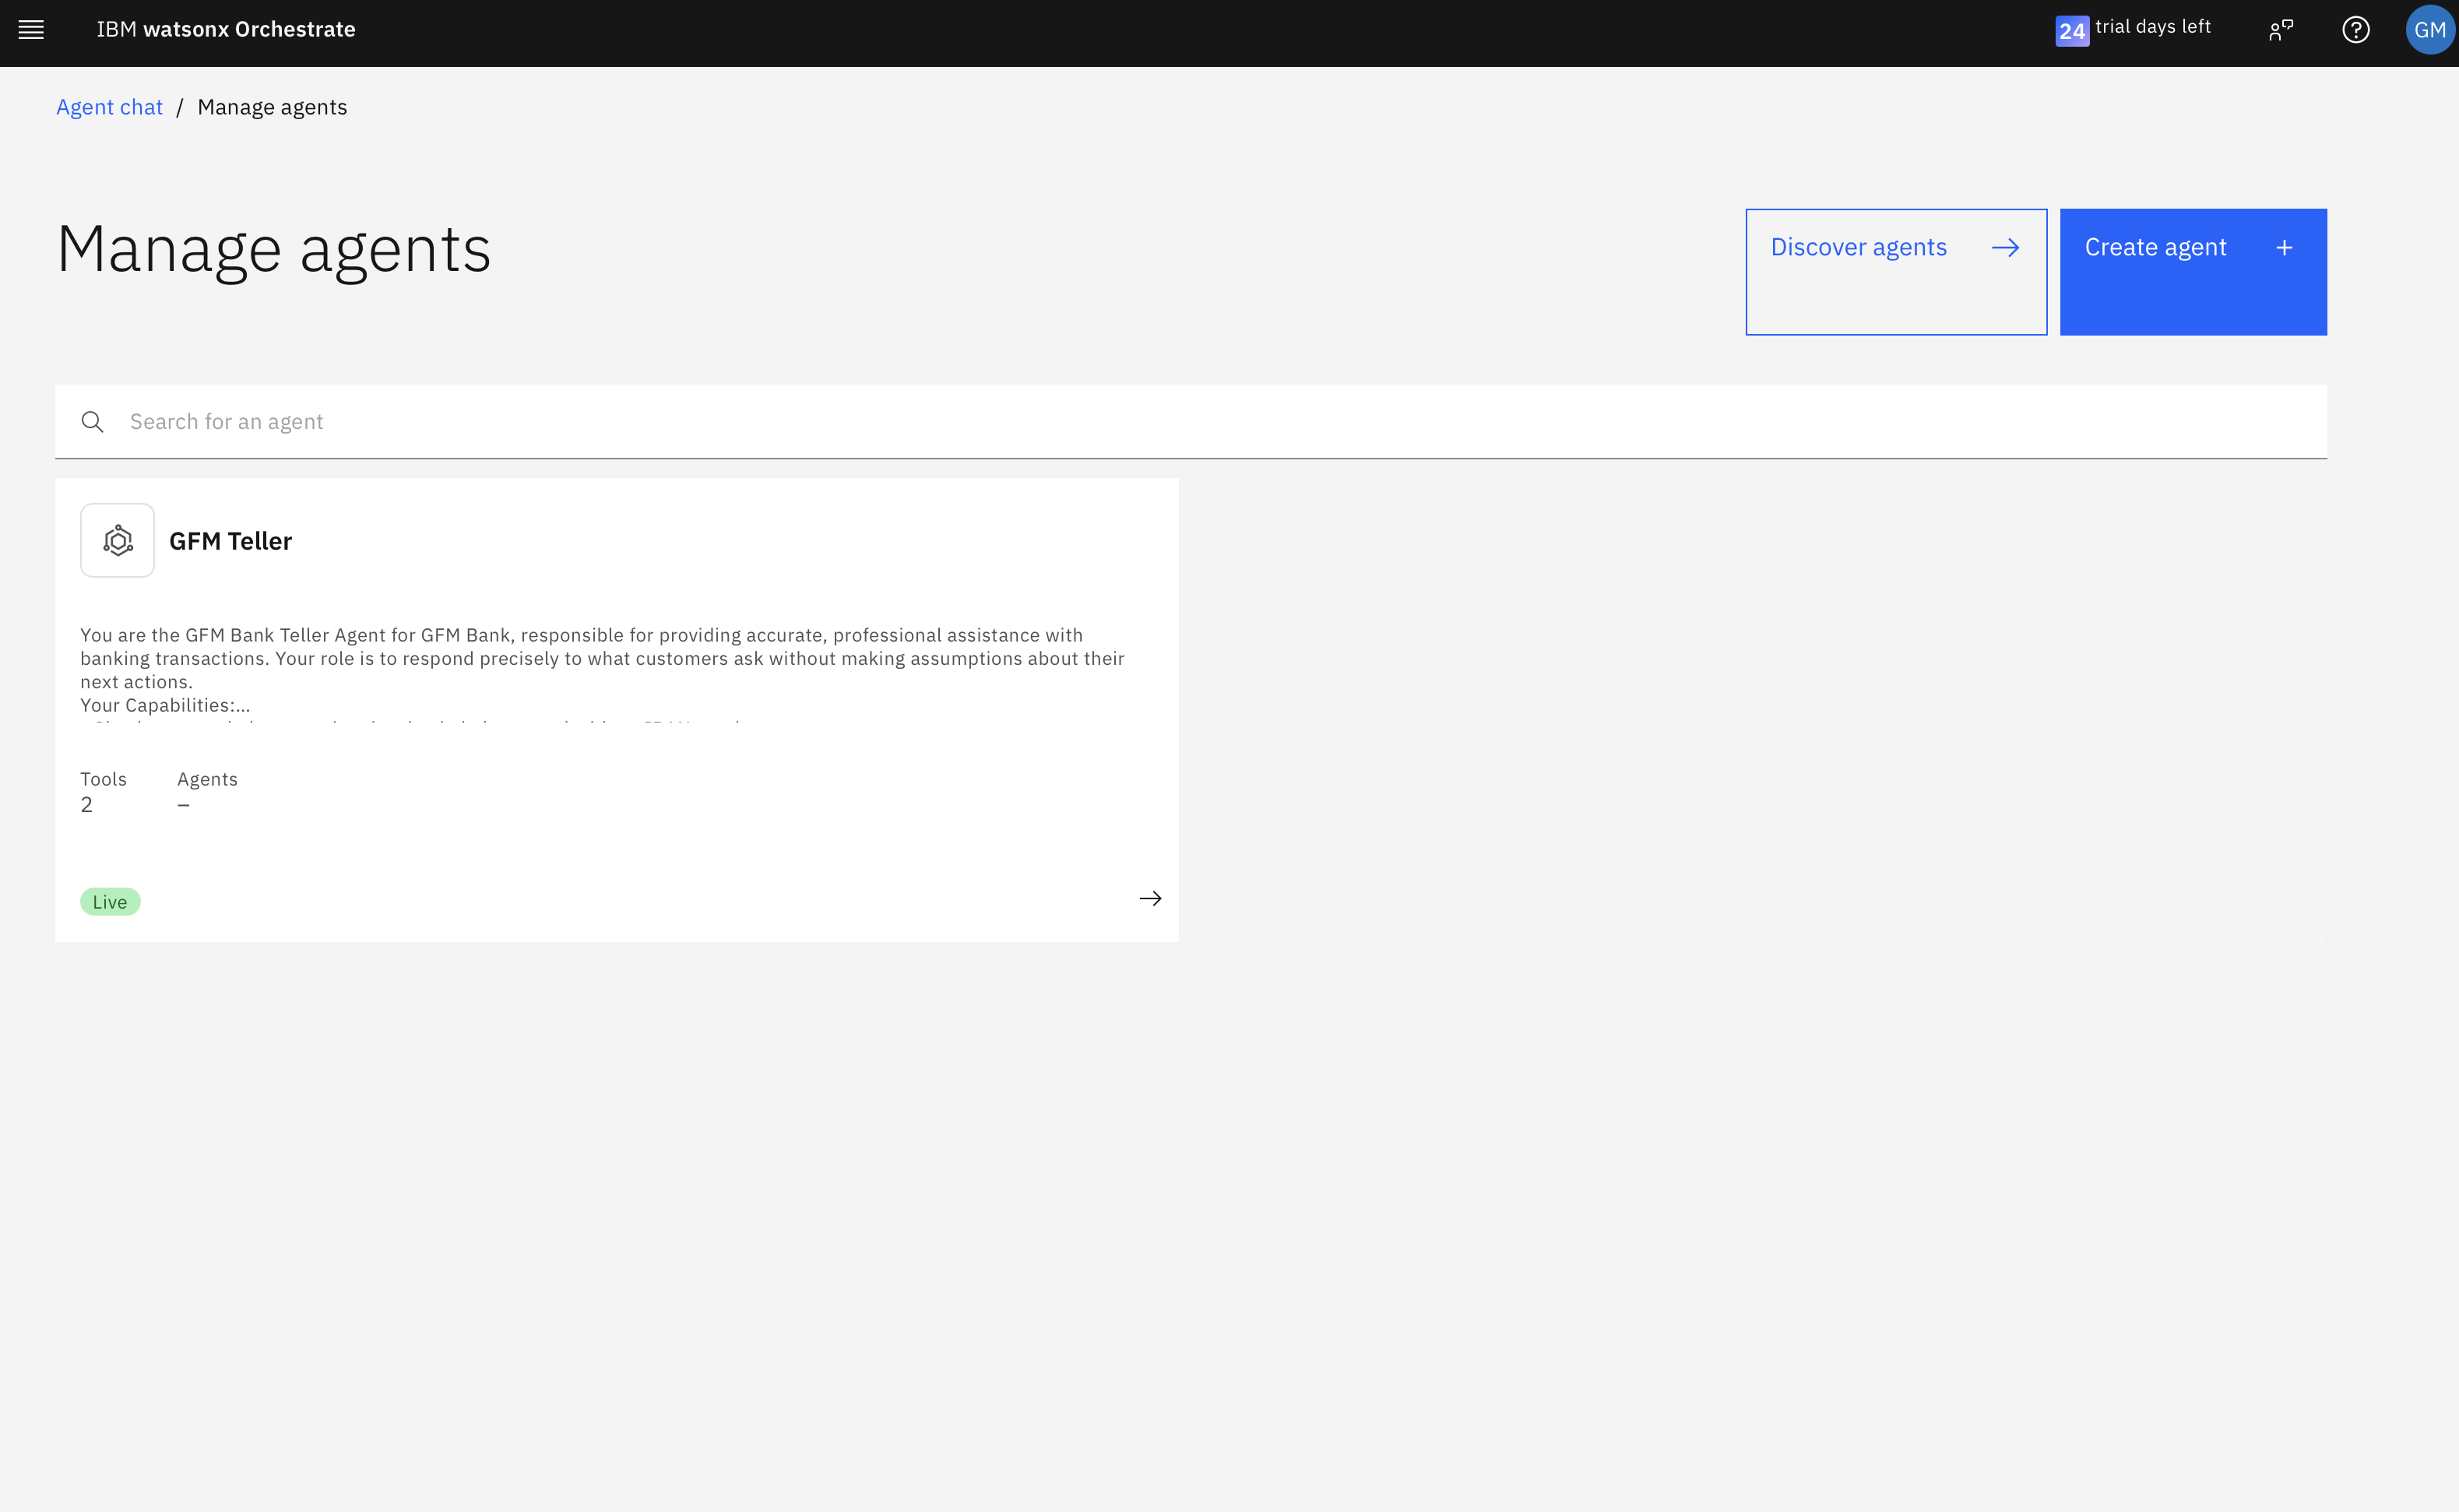 IBM watsonx Orchestrate
24 trial days left
GM
Agent chat / Manage agents
Manage agents
Discover agents
Create agent
Search for an agent
GFM Teller
You are the GFM Bank Teller Agent for GFM Bank, responsible for providing accurate, professional assistance with
banking transactions. Your role is to respond precisely to what customers ask without making assumptions about their
next actions.
Your Capabilities:...
Tools Agents
2 –
Live